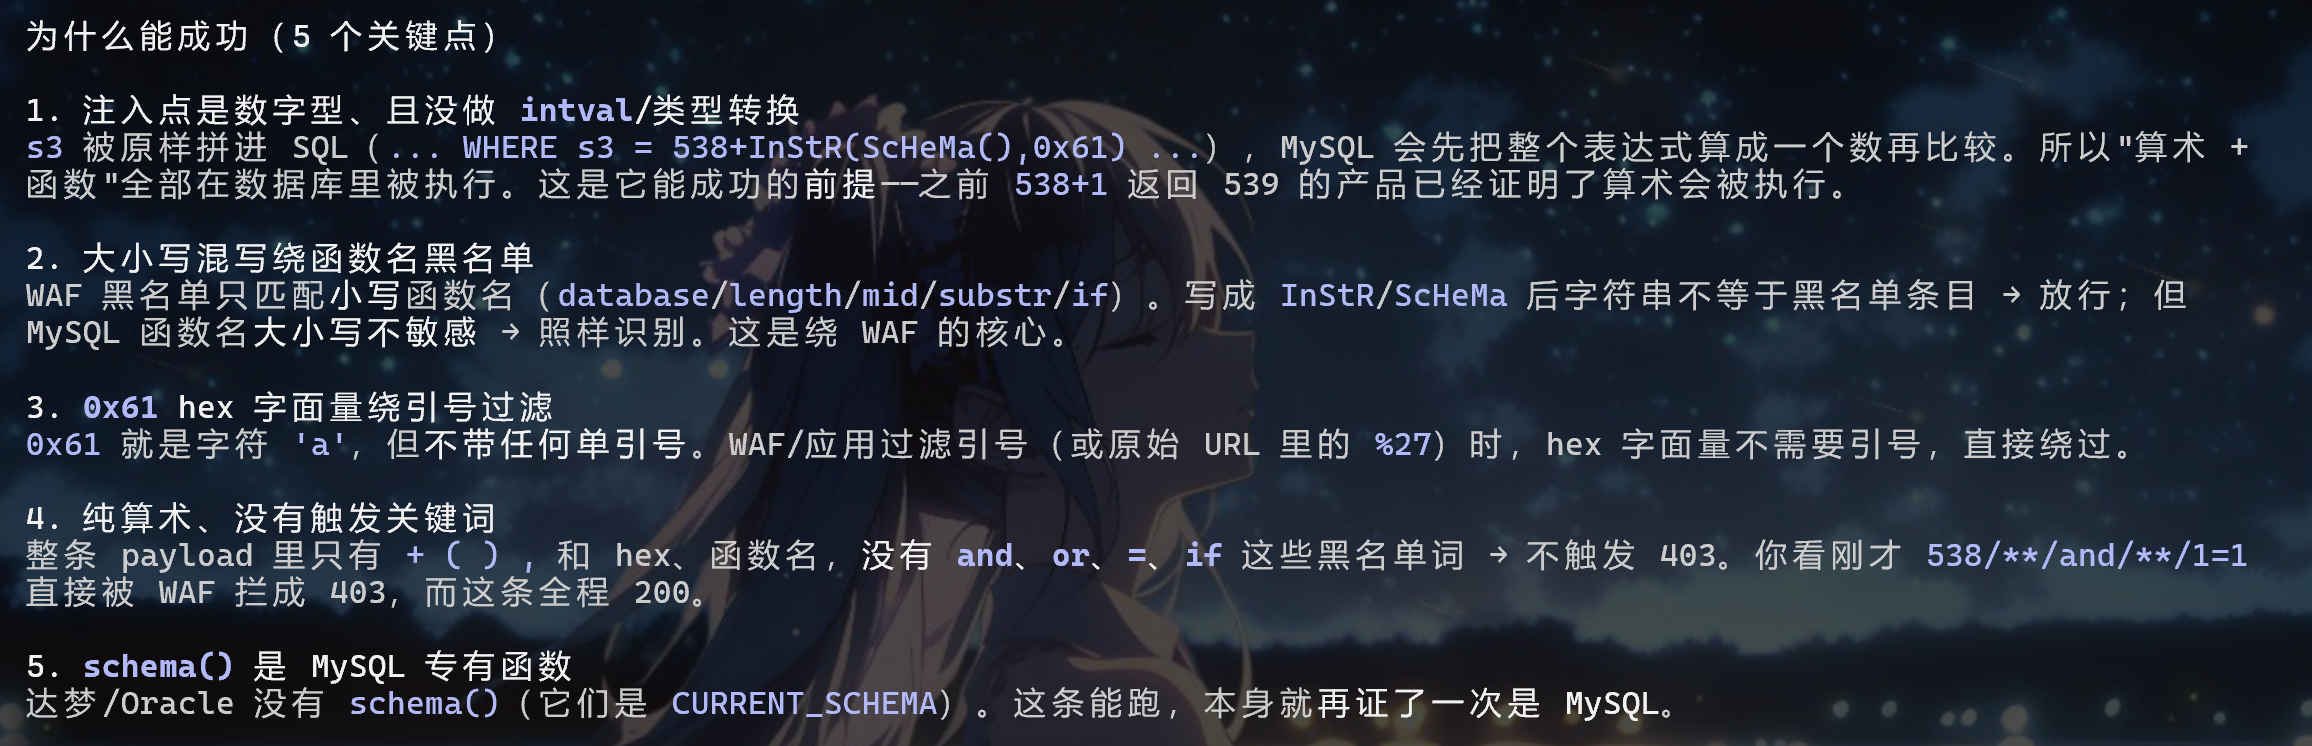 为什么能成功（5 个关键点）
1. 注入点是数字型、且没做 intval/类型转换
s3 被原样拼进 SQL（... WHERE s3 = 538+InStR(ScHeMa(),0x61) ...），MySQL 会先把整个表达式算成一个数再比较。所以"算术 +
函数"全部在数据库里被执行。这是它能成功的前提——之前 538+1 返回 539 的产品已经证明了算术会被执行。
2. 大小写混写绕函数名黑名单
WAF 黑名单只匹配小写函数名（database/length/mid/substr/if）。写成 InStR/ScHeMa 后字符串不等于黑名单条目 → 放行；但
MySQL 函数名大小写不敏感 → 照样识别。这是绕 WAF 的核心。
3. 0x61 hex 字面量绕引号过滤
0x61 就是字符 'a'，但不带任何单引号。WAF/应用过滤引号（或原始 URL 里的 %27）时，hex 字面量不需要引号，直接绕过。
4. 纯算术、没有触发关键词
整条 payload 里只有 + ( ) , 和 hex、函数名，没有 and、or、=、if 这些黑名单词 → 不触发 403。你看刚才 538/**/and/**/1=1
直接被 WAF 拦成 403，而这条全程 200。
5. schema() 是 MySQL 专有函数
达梦/Oracle 没有 schema()（它们是 CURRENT_SCHEMA）。这条能跑，本身就再证了一次是 MySQL。